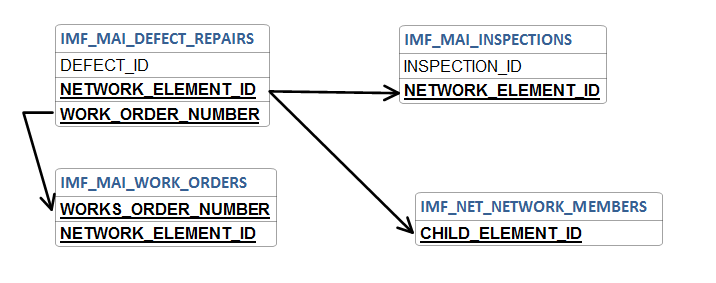 IMF_MAI_DEFECT_REPAIRS
DEFECT_ID
NETWORK_ELEMENT_ID
WORK_ORDER_NUMBER
IMF_MAI_INSPECTIONS
INSPECTION_ID
NETWORK_ELEMENT_ID
IMF_MAI_WORK_ORDERS
WORKS_ORDER_NUMBER
NETWORK_ELEMENT_ID
IMF_NET_NETWORK_MEMBERS
CHILD_ELEMENT_ID